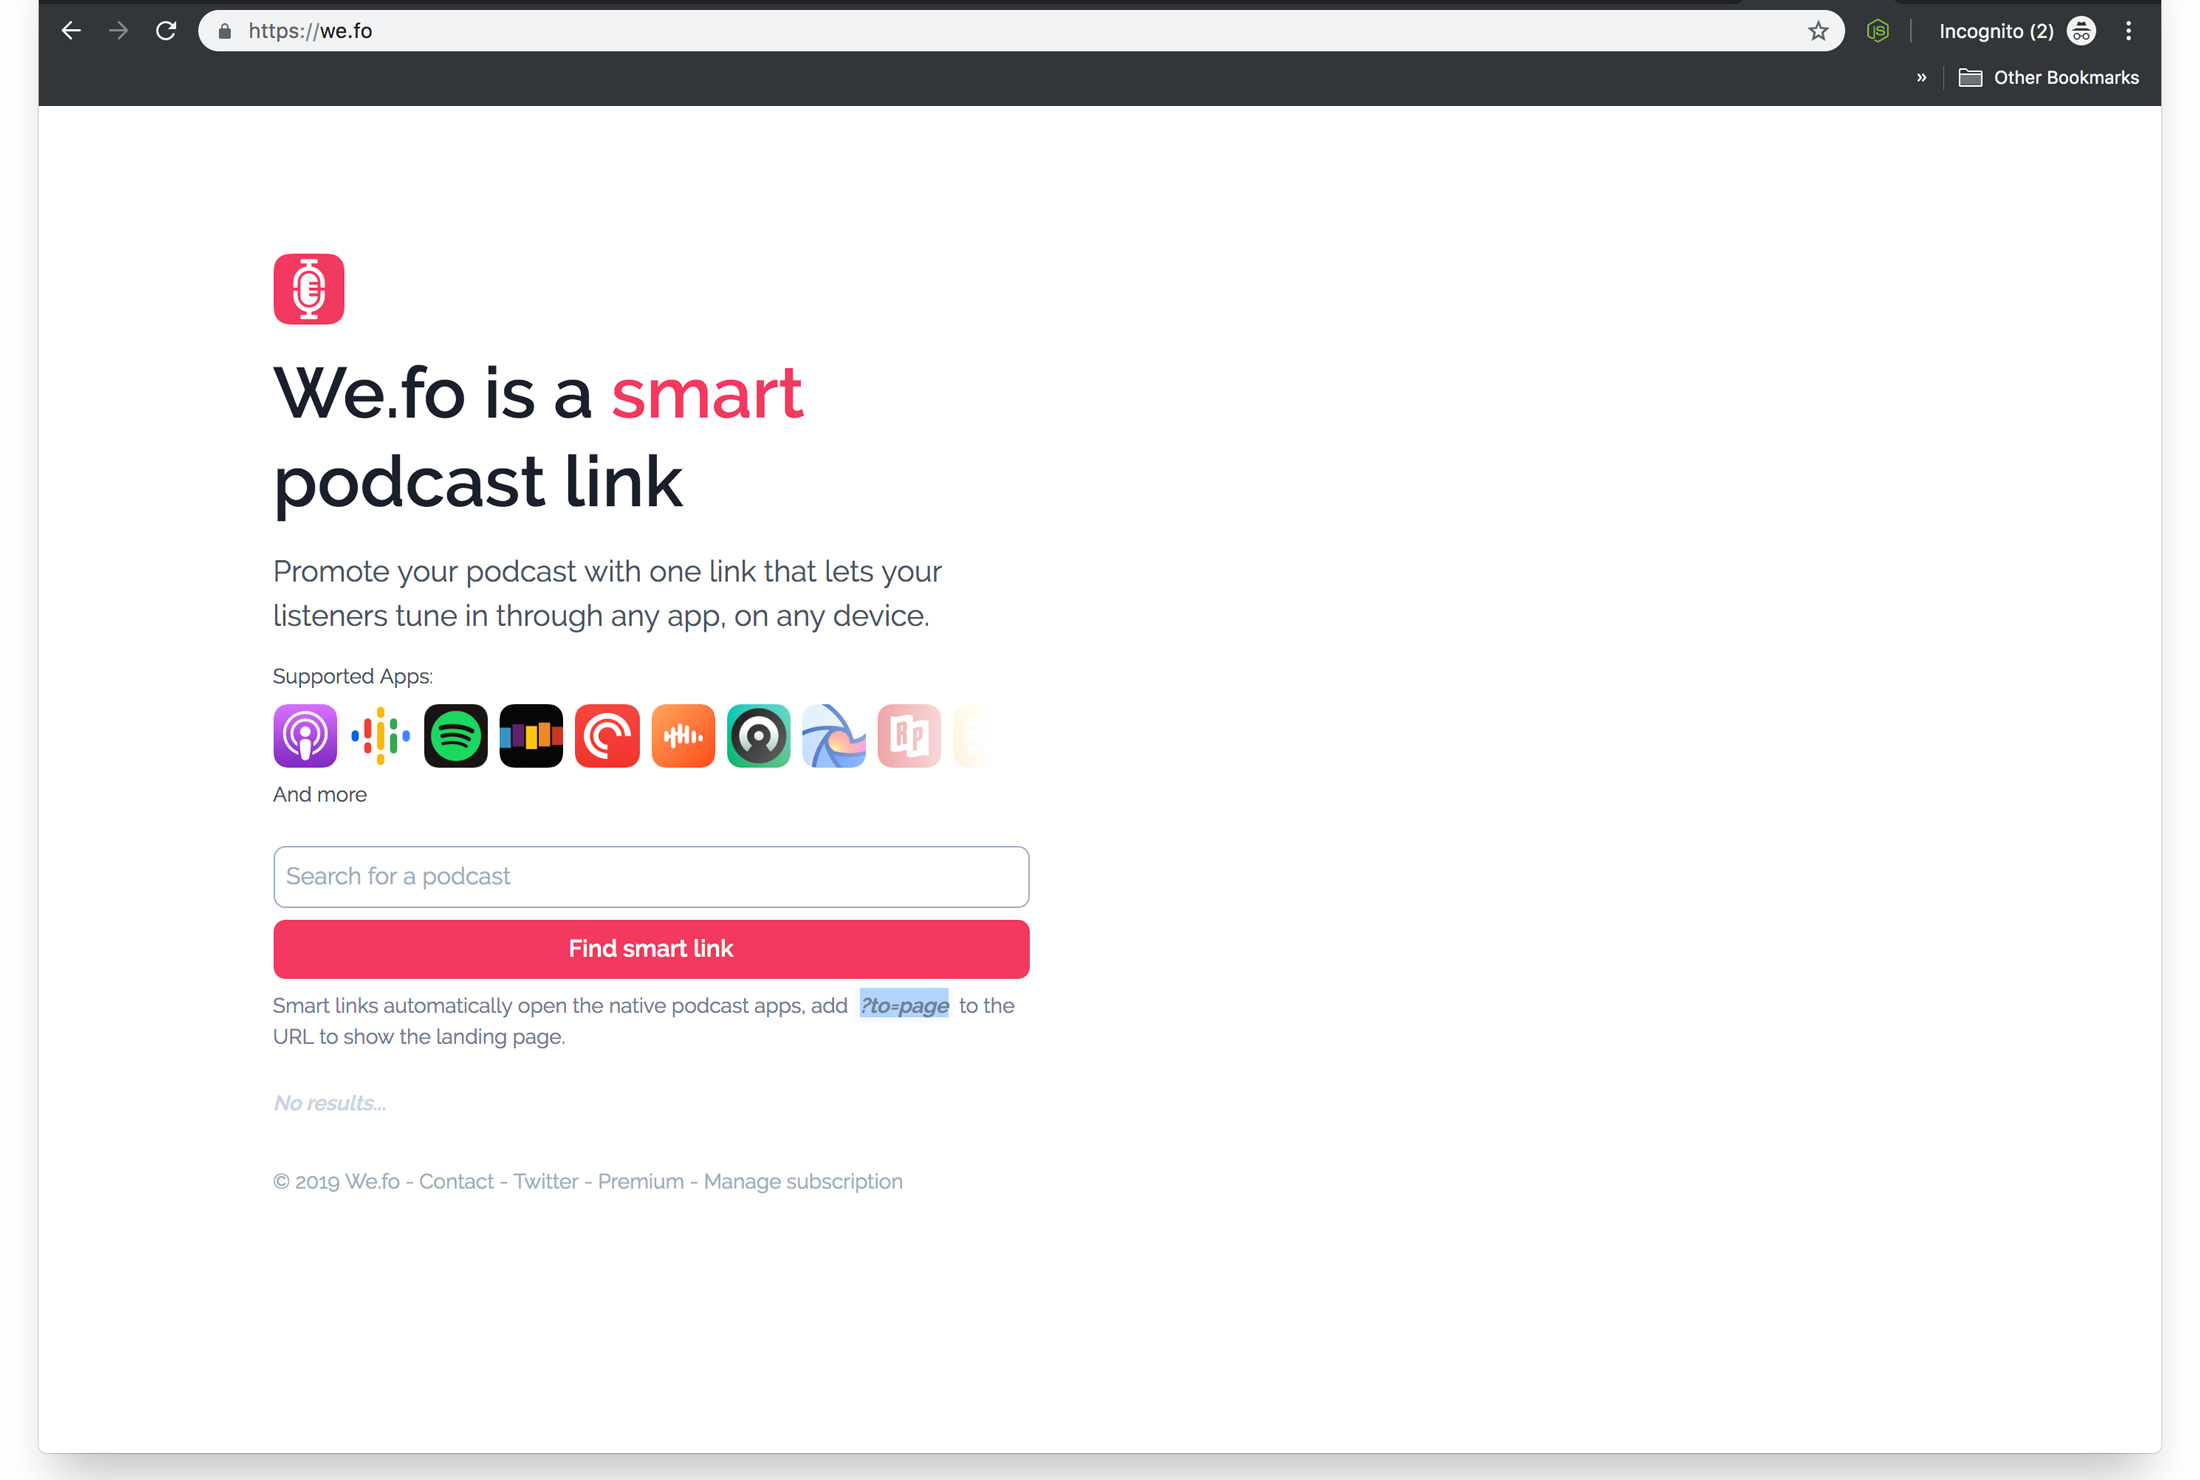 https://we.fo
JS
Incognito (2)
»
Other Bookmarks
We.fo is a smart
podcast link
Promote your podcast with one link that lets your
listeners tune in through any app, on any device.
Supported Apps:
RP
And more
Search for a podcast
Find smart link
Smart links automatically open the native podcast apps, add ?to=page to the
URL to show the landing page.
No results...
© 2019 We.fo - Contact - Twitter - Premium - Manage subscription